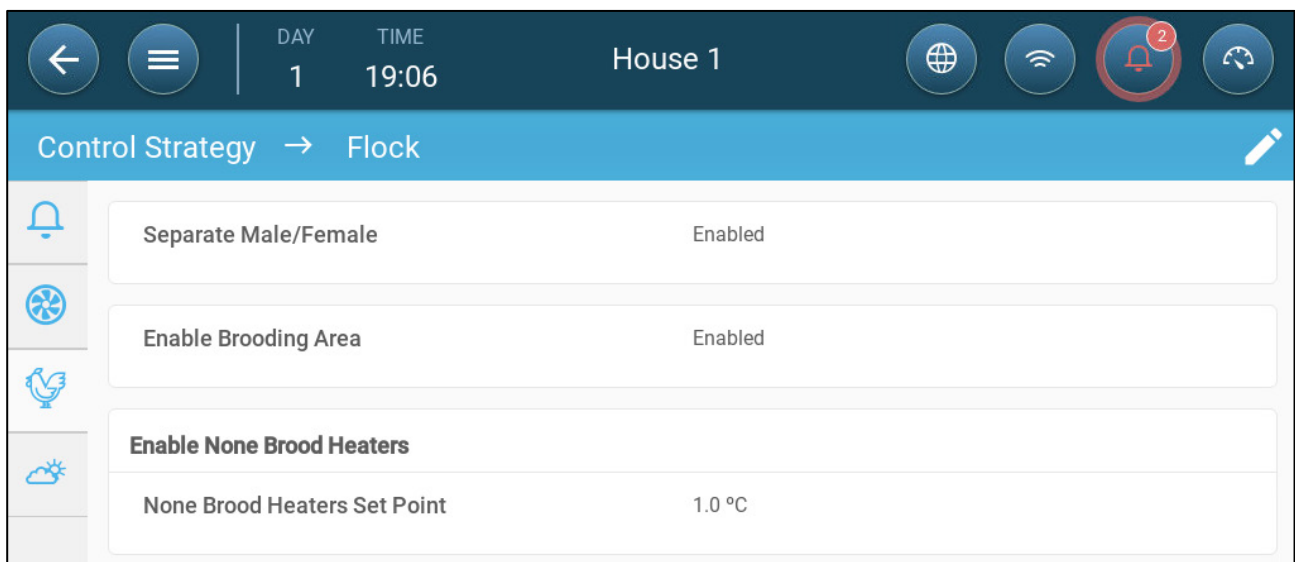 DAY TIME
1 19:06 House 1 2
Control Strategy → Flock
Separate Male/Female Enabled
Enable Brooding Area Enabled
Enable None Brood Heaters
None Brood Heaters Set Point 1.0 ºC